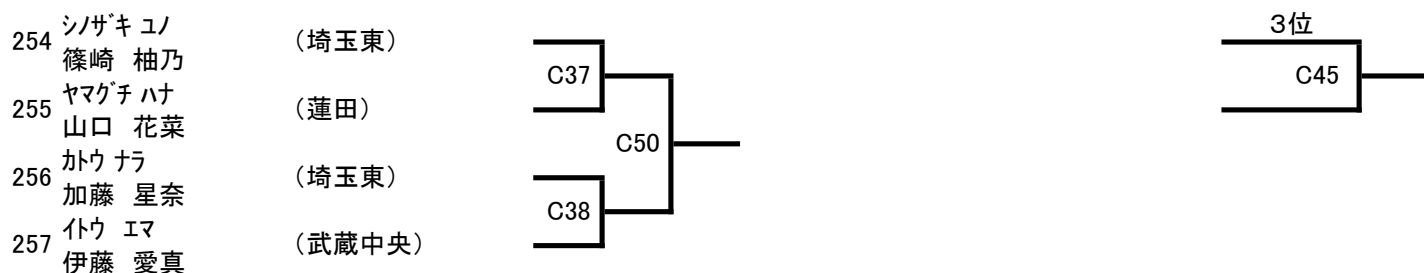 シノザキ ユノ
254 篠崎 柚乃 （埼玉東）
C37
ヤマグチ ハナ
255 山口 花菜 （蓮田）
C50
カトウ ナラ
256 加藤 星奈 （埼玉東）
C38
イトウ エマ
257 伊藤 愛真 （武蔵中央）
３位
C45